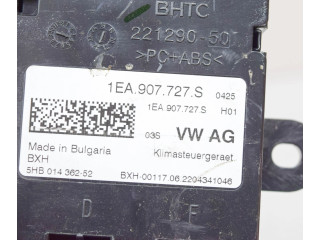 BHTC
221290-50
>PC-ABS<
1EA.907.727.S 0425
1EA.907.727.S H01
03S VW AG
Made in Bulgaria Klimasteuergeraet
BXH
5HB 014 362-52 BXH-00117.06.2204341046
D E